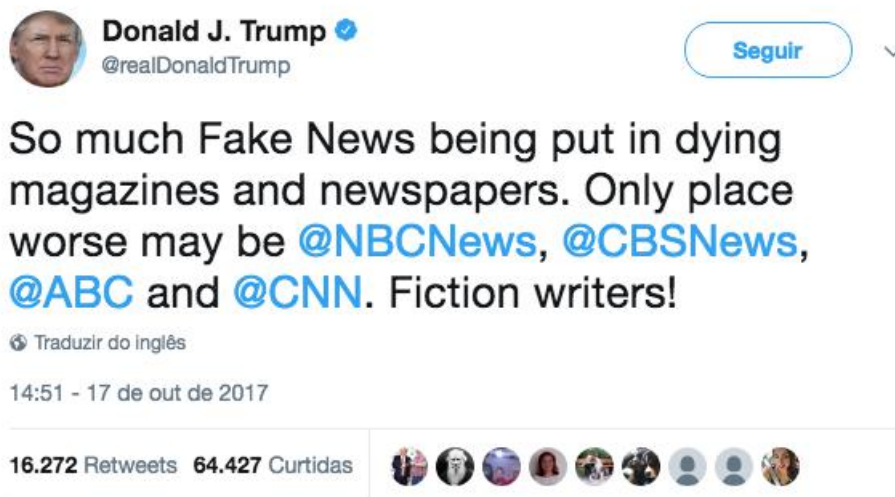 Donald J. Trump
@realDonaldTrump
Seguir
So much Fake News being put in dying
magazines and newspapers. Only place
worse may be @NBCNews, @CBSNews,
@ABC and @CNN. Fiction writers!
Traduzir do inglês
14:51 - 17 de out de 2017
16.272 Retweets 64.427 Curtidas